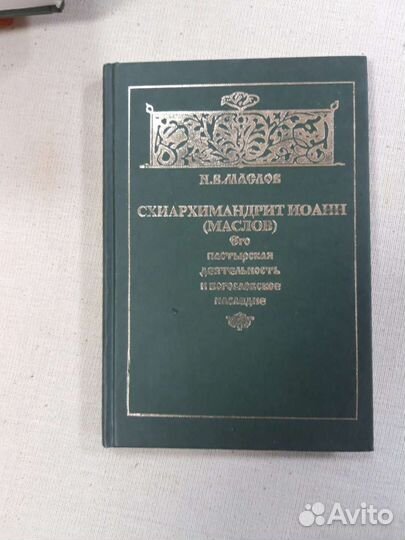 Н.В.МАСЛОВ
СХИАРХИМАНДРИТ ИОАНН
(МАСЛОВ)
Его
пастырская
деятельность
и богословское
наследие
Avito